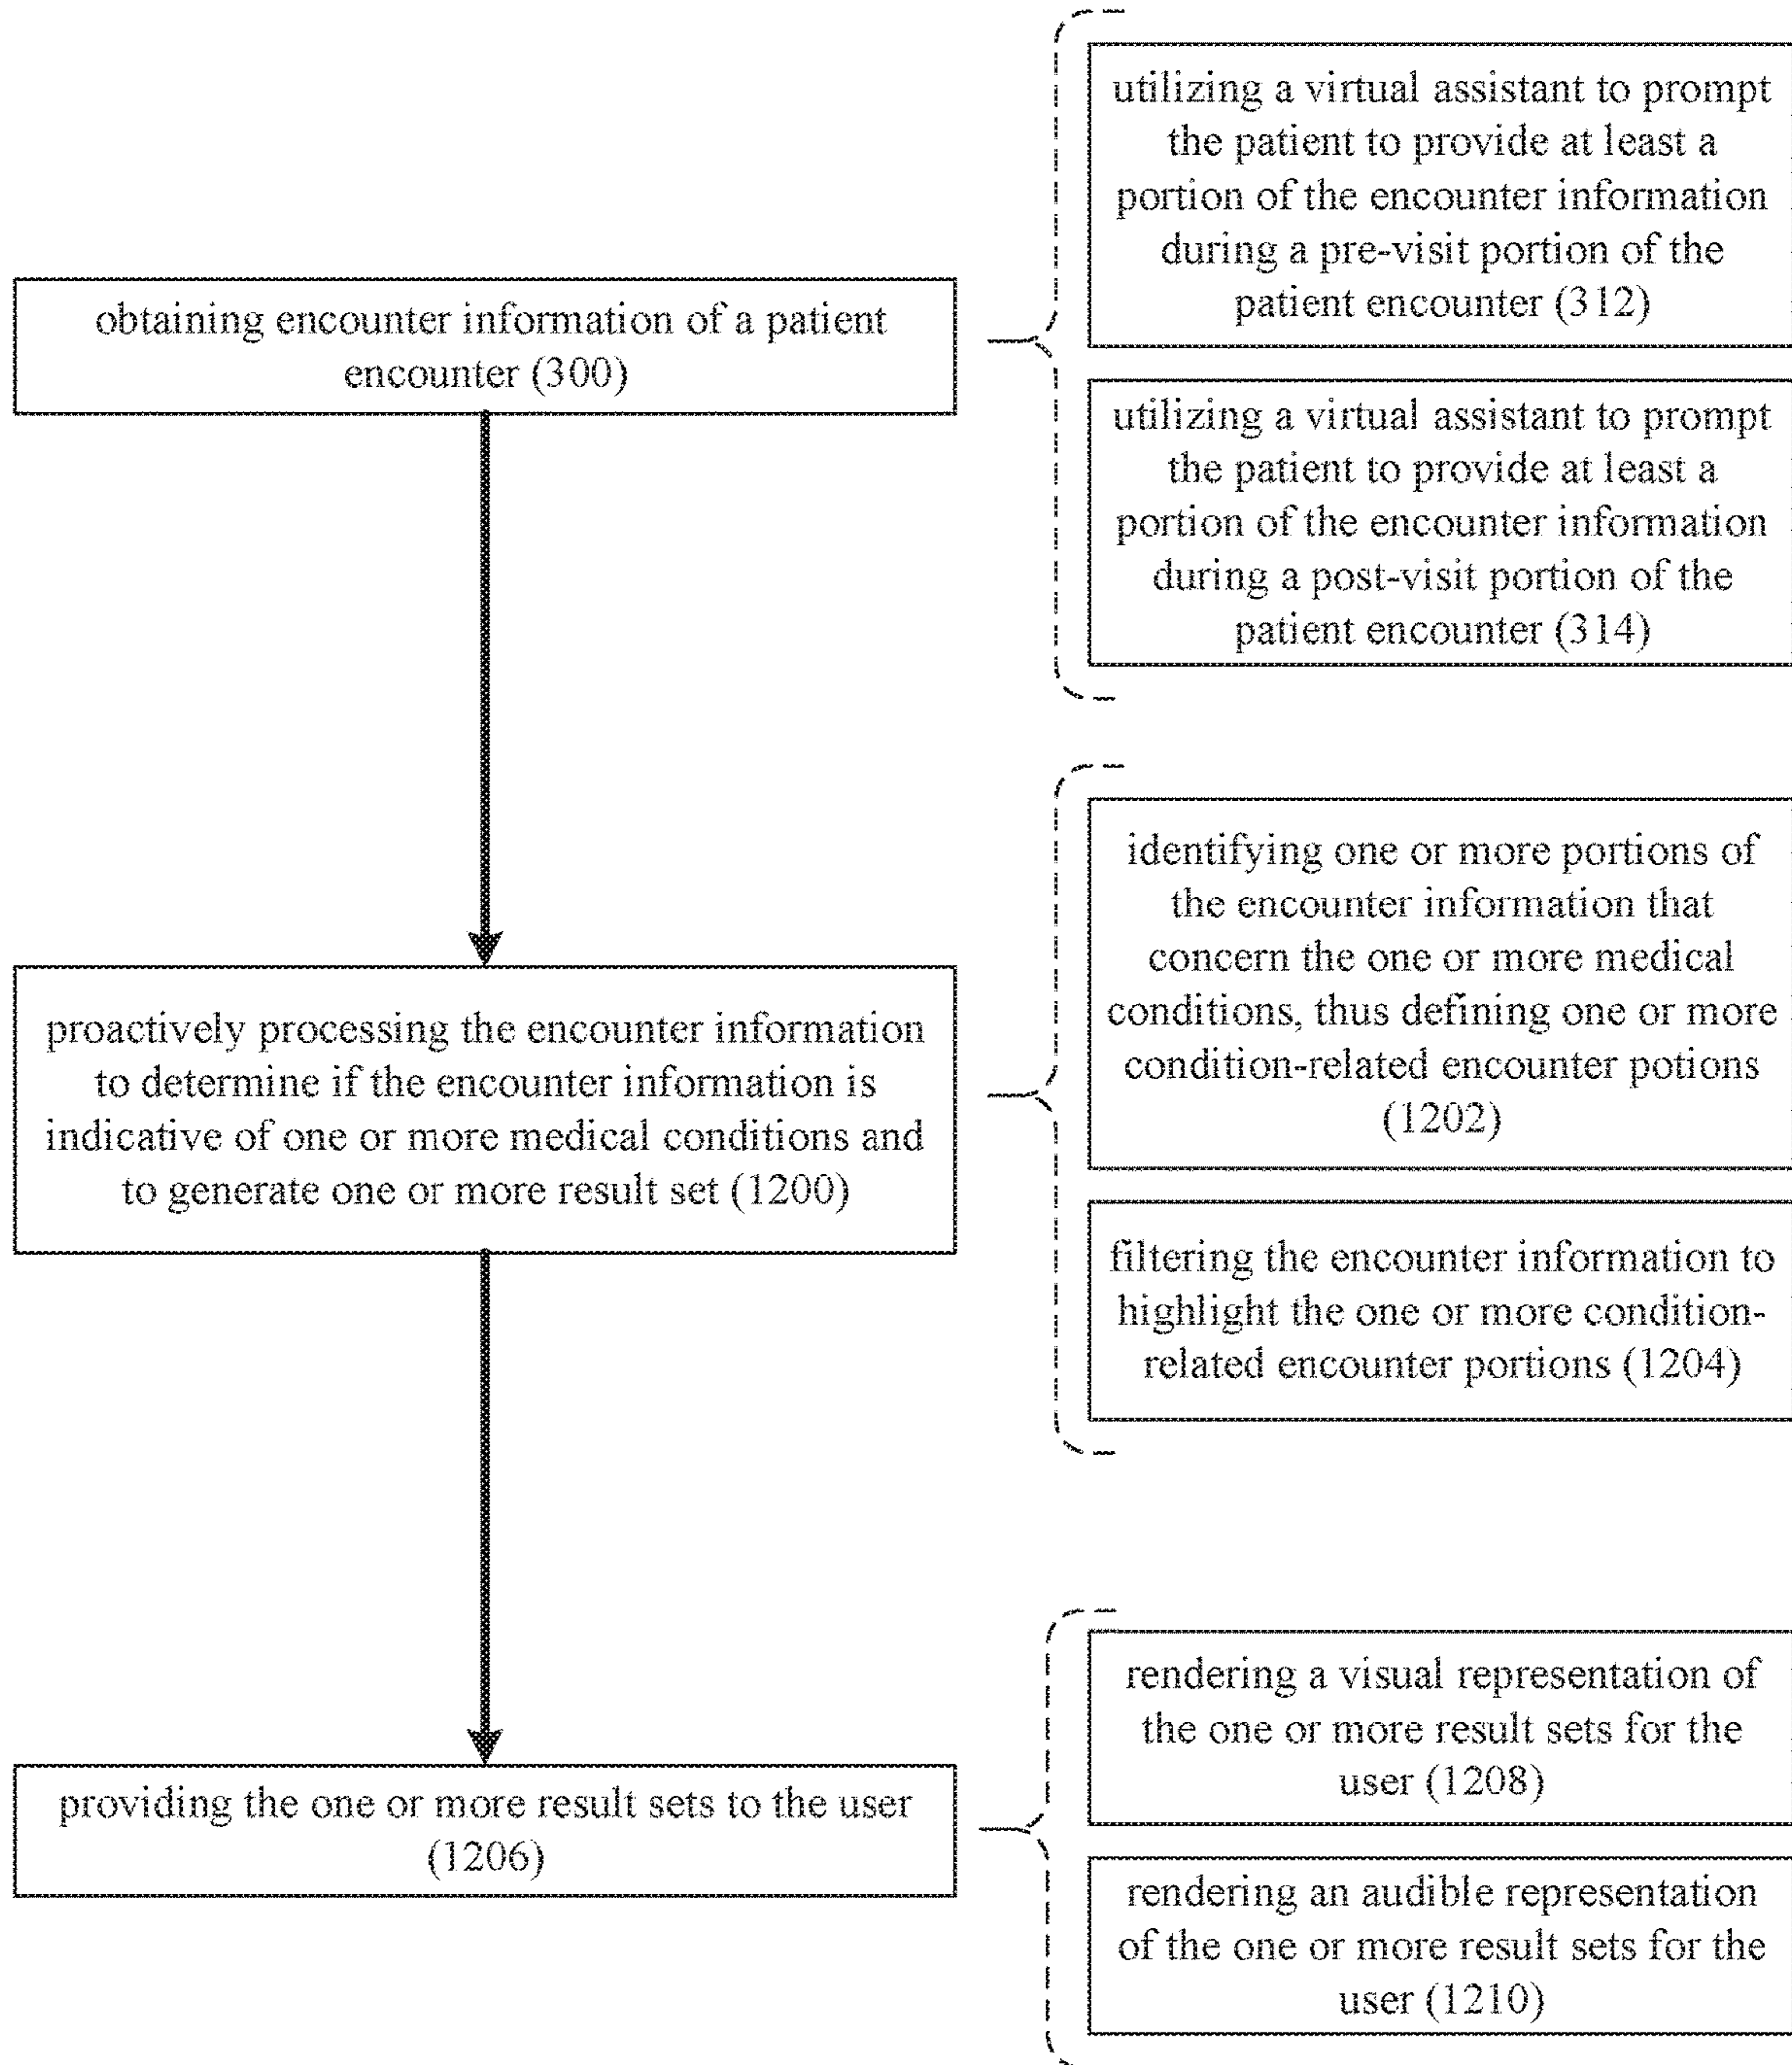 obtaining encounter information of a patient
encounter (300)
utilizing a virtual assistant to prompt
the patient to provide at least a
portion of the encounter information
during a pre-visit portion of the
patient encounter (312)
utilizing a virtual assistant to prompt
the patient to provide at least a
portion of the encounter information
during a post-visit portion of the
patient encounter (314)
proactively processing the encounter information
to determine if the encounter information is
indicative of one or more medical conditions and
to generate one or more result set (1200)
identifying one or more portions of
the encounter information that
concern the one or more medical
conditions, thus defining one or more
condition-related encounter potions
(1202)
filtering the encounter information to
highlight the one or more condition-
related encounter portions (1204)
providing the one or more result sets to the user
(1206)
rendering a visual representation of
the one or more result sets for the
user (1208)
rendering an audible representation
of the one or more result sets for the
user (1210)